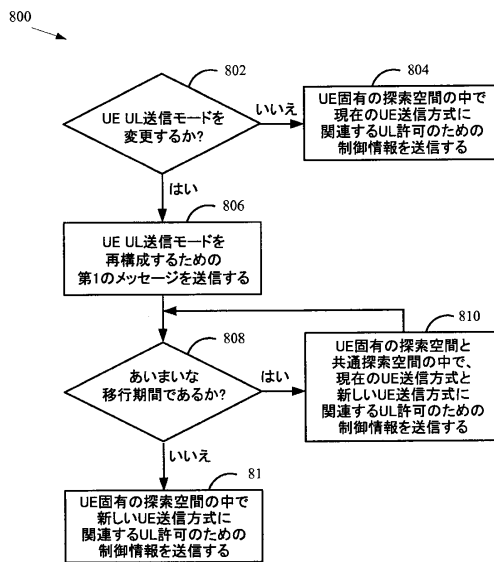 800
802
UE UL送信モードを
変更するか?
いいえ
804
UE固有の探索空間の中で
現在のUE送信方式に
関連するUL許可のための
制御情報を送信する
はい
806
UE UL送信モードを
再構成するための
第1のメッセージを送信する
808
あいまいな
移行期間であるか?
はい
810
UE固有の探索空間と
共通探索空間の中で、
現在のUE送信方式と
新しいUE送信方式に
関連するUL許可のための
制御情報を送信する
いいえ
81
UE固有の探索空間の中で
新しいUE送信方式に
関連するUL許可のための
制御情報を送信する